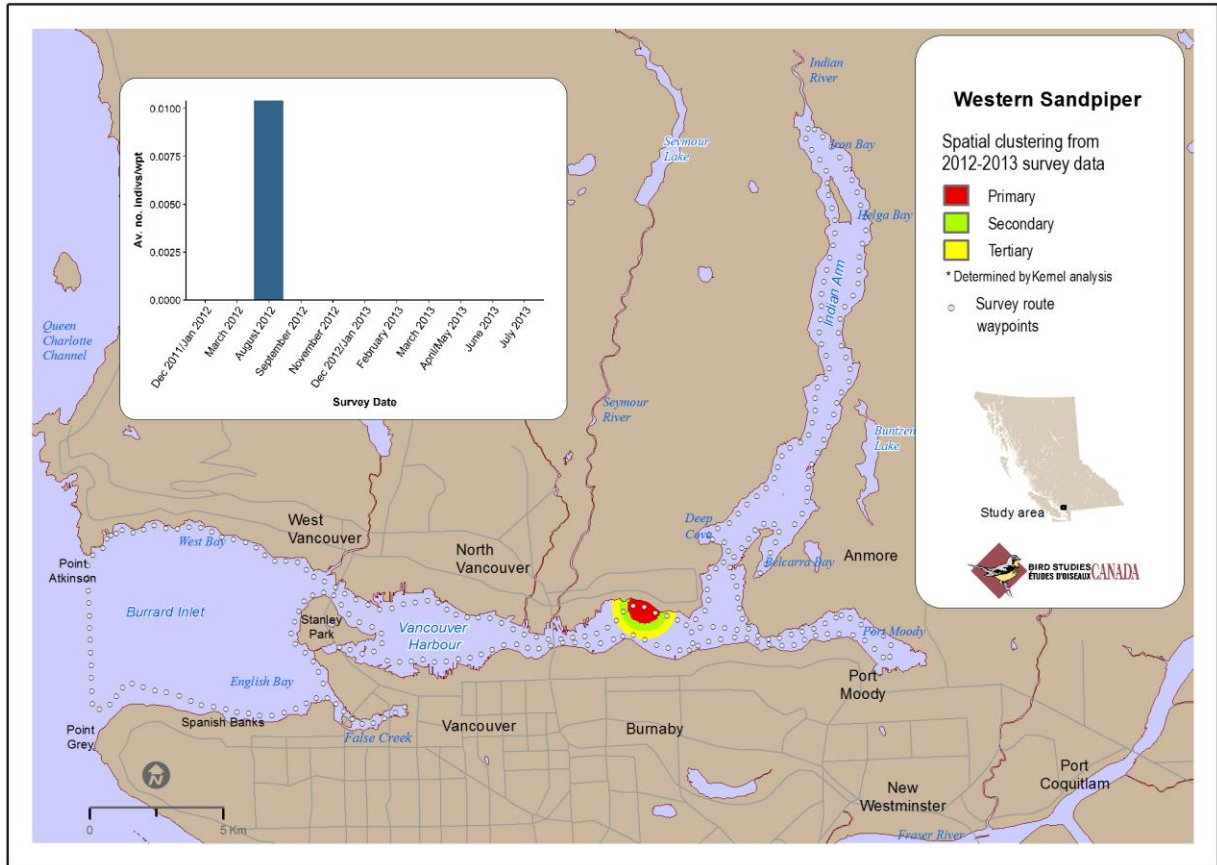 0.0100
0.0075
0.0050
0.0025
0.0000
Av. no. indivs/wpt
Dec 2011/Jan 2012
March 2012
August 2012
September 2012
November 2012
Dec 2012/Jan 2013
February 2013
March 2013
April/May 2013
June 2013
July 2013
Survey Date
Western Sandpiper
Spatial clustering from
2012-2013 survey data
Primary
Secondary
Tertiary
* Determined by Kernel analysis
Survey route
waypoints
Study area
BIRD STUDIES
ÉTUDES D'OISEAUX
CANADA
Indian
River
Iron Bay
Seymour
Lake
Helga Bay
Indian Arm
Queen
Charlotte
Channel
Seymour
River
Buntzen
Lake
Deep
Cove
Belcarra Bay
Anmore
West
Vancouver
West Bay
North
Vancouver
Point
Atkinson
Burrard Inlet
Stanley
Park
Vancouver
Harbour
Port Moody
English Bay
Port
Moody
Spanish Banks
Vancouver
Burnaby
Point
Grey
False Creek
Port
Coquitlam
New
Westminster
Fraser River
N
0
5 Km